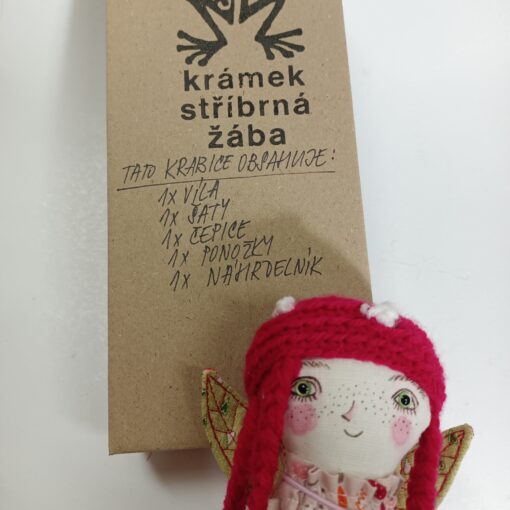 krámek
stříbrná
žába
TATO KRABICE OBSAHUJE:
1x VÍLA
1x ŠATY
1x ČEPICE
1x PONOŽKY
1x NÁHRDELNÍK